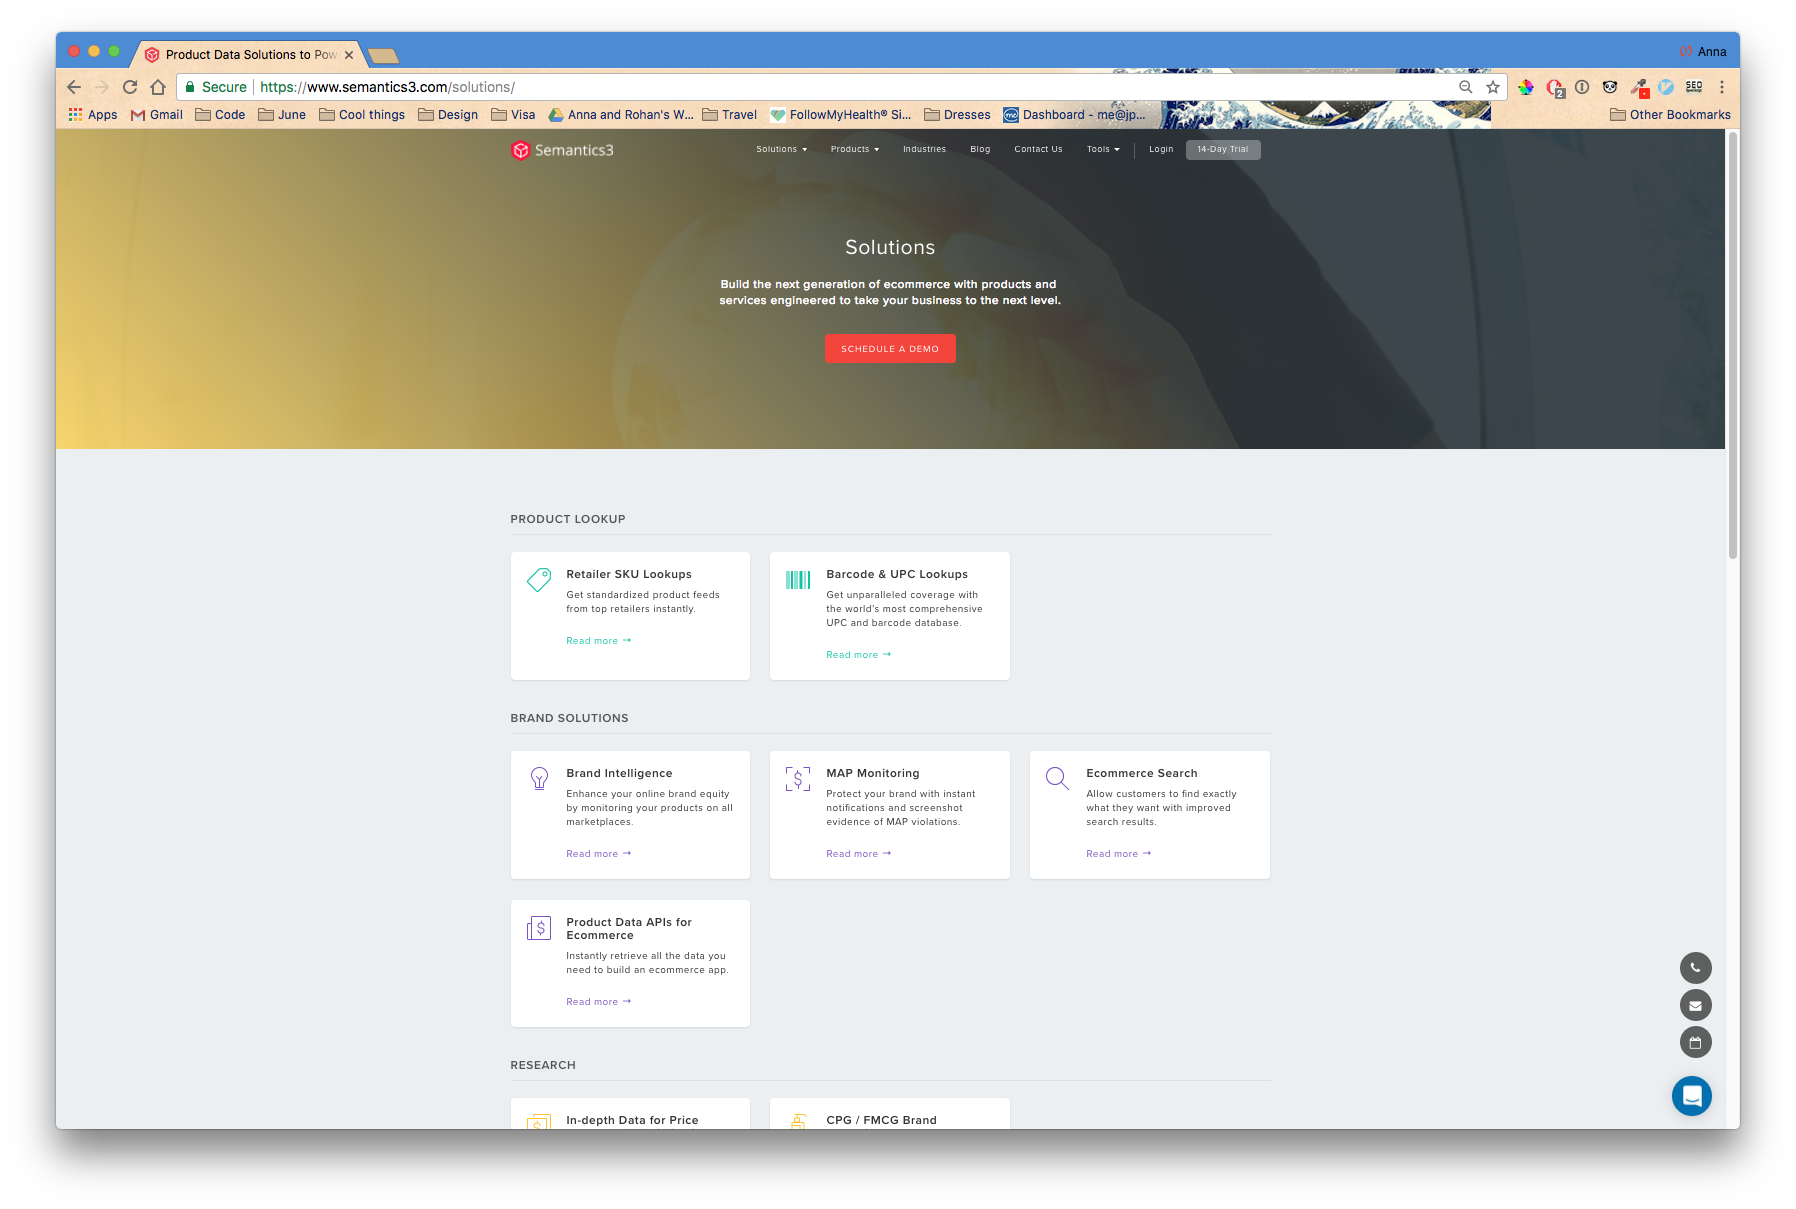 Product Data Solutions to Pow
Anna
Secure https://www.semantics3.com/solutions/
2
SEO
Apps Gmail Code June Cool things Design Visa Anna and Rohan's W... Travel FollowMyHealth® Si... Dresses me Dashboard - me@jp... Other Bookmarks
Semantics3 Solutions Products Industries Blog Contact Us Tools Login 14-Day Trial
Solutions
Build the next generation of ecommerce with products and
services engineered to take your business to the next level.
SCHEDULE A DEMO
PRODUCT LOOKUP
Retailer SKU Lookups
Get standardized product feeds
from top retailers instantly.
Read more →
Barcode & UPC Lookups
Get unparalleled coverage with
the world's most comprehensive
UPC and barcode database.
Read more →
BRAND SOLUTIONS
Brand Intelligence
Enhance your online brand equity
by monitoring your products on all
marketplaces.
Read more →
MAP Monitoring
Protect your brand with instant
notifications and screenshot
evidence of MAP violations.
Read more →
Ecommerce Search
Allow customers to find exactly
what they want with improved
search results.
Read more →
Product Data APIs for
Ecommerce
Instantly retrieve all the data you
need to build an ecommerce app.
Read more →
RESEARCH
In-depth Data for Price
CPG / FMCG Brand